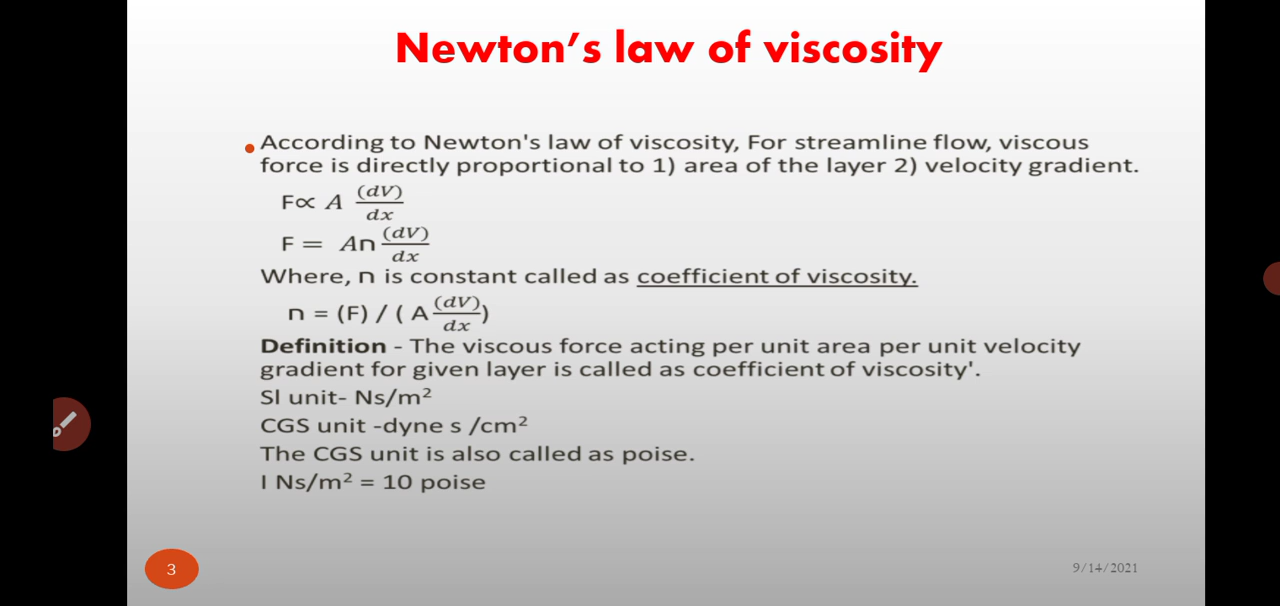 Newton's law of viscosity
• According to Newton's law of viscosity, For streamline flow, viscous
force is directly proportional to 1) area of the layer 2) velocity gradient.
F∝ A (dV)/dx
F = An (dV)/dx
Where, n is constant called as coefficient of viscosity.
n = (F) / ( A (dV)/dx )
Definition - The viscous force acting per unit area per unit velocity
gradient for given layer is called as coefficient of viscosity'.
Sl unit- Ns/m²
CGS unit -dyne s /cm²
The CGS unit is also called as poise.
I Ns/m² = 10 poise
3
9/14/2021